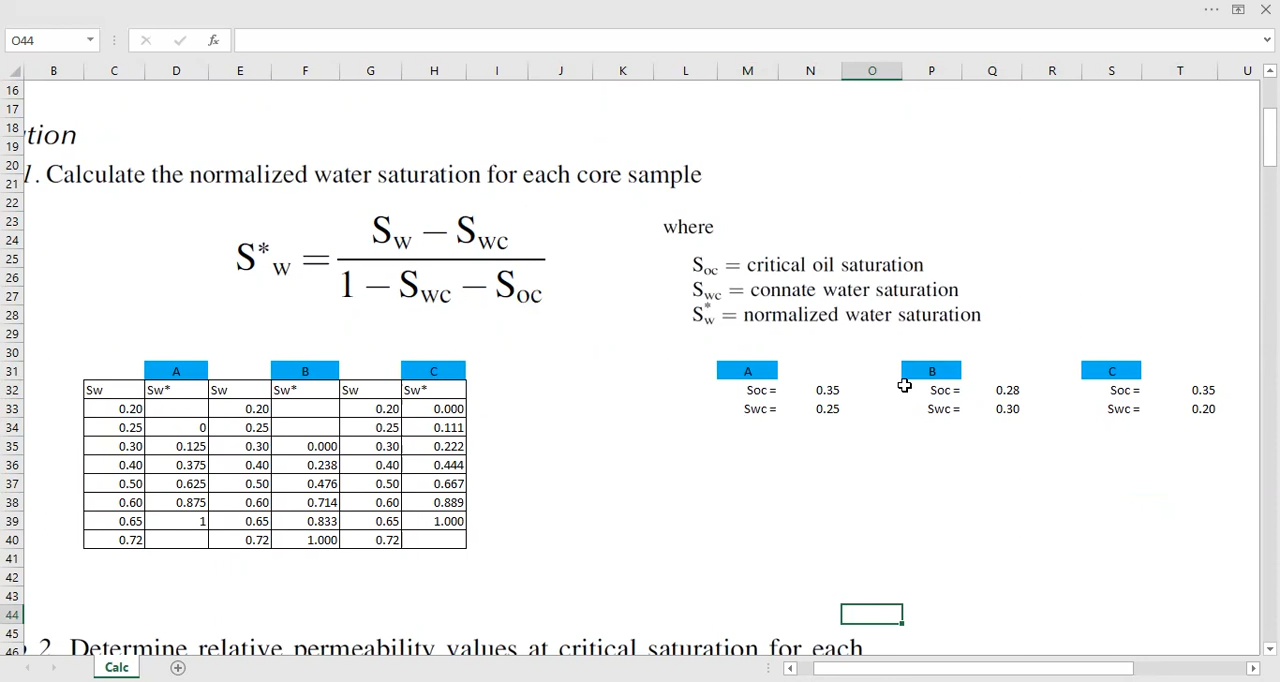 O44
fx
B C D E F G H I J K L M N O P Q R S T U
16
17
18 tion
19
20 1. Calculate the normalized water saturation for each core sample
21
22
23 where
24 S*w = Sw − Swc / 1 − Swc − Soc
25 Soc = critical oil saturation
26 Swc = connate water saturation
27 S*w = normalized water saturation
28
29
30
31 A B C A B C
32 Sw Sw* Sw Sw* Sw Sw* Soc = 0.35 Soc = 0.28 Soc = 0.35
33 0.20 0.20 0.20 0.000 Swc = 0.25 Swc = 0.30 Swc = 0.20
34 0.25 0 0.25 0.25 0.111
35 0.30 0.125 0.30 0.000 0.30 0.222
36 0.40 0.375 0.40 0.238 0.40 0.444
37 0.50 0.625 0.50 0.476 0.50 0.667
38 0.60 0.875 0.60 0.714 0.60 0.889
39 0.65 1 0.65 0.833 0.65 1.000
40 0.72 0.72 1.000 0.72
41
42
43
44
45 2. Determine relative permeability values at critical saturation for each
46
Calc